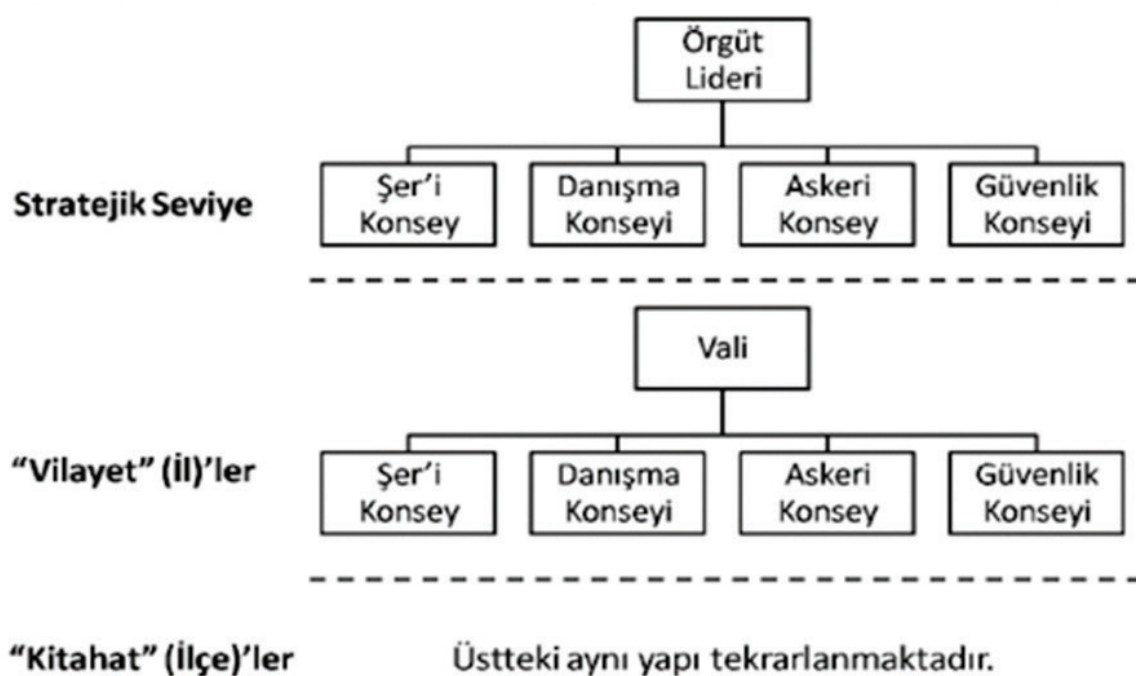 Örgüt
Lideri
Stratejik Seviye
Şer'i
Konsey
Danışma
Konseyi
Askeri
Konsey
Güvenlik
Konseyi
Vali
“Vilayet” (İl)’ler
Şer'i
Konsey
Danışma
Konseyi
Askeri
Konsey
Güvenlik
Konseyi
“Kitahat” (İlçe)’ler
Üstteki aynı yapı tekrarlanmaktadır.